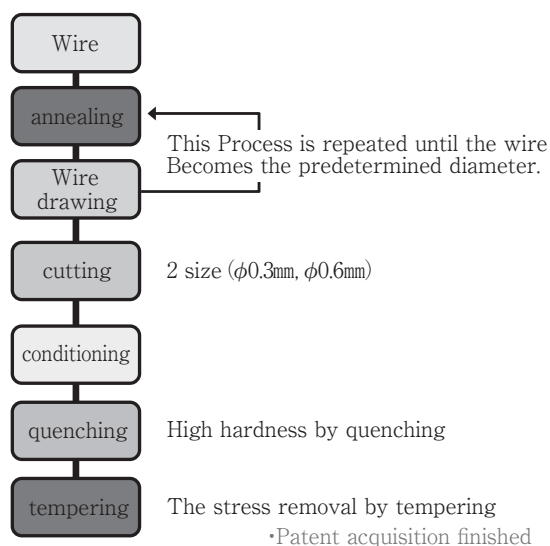 Wire
annealing
This Process is repeated until the wire
Becomes the predetermined diameter.
Wire
drawing
cutting
2 size (ϕ0.3mm, ϕ0.6mm)
conditioning
quenching
High hardness by quenching
tempering
The stress removal by tempering
・Patent acquisition finished